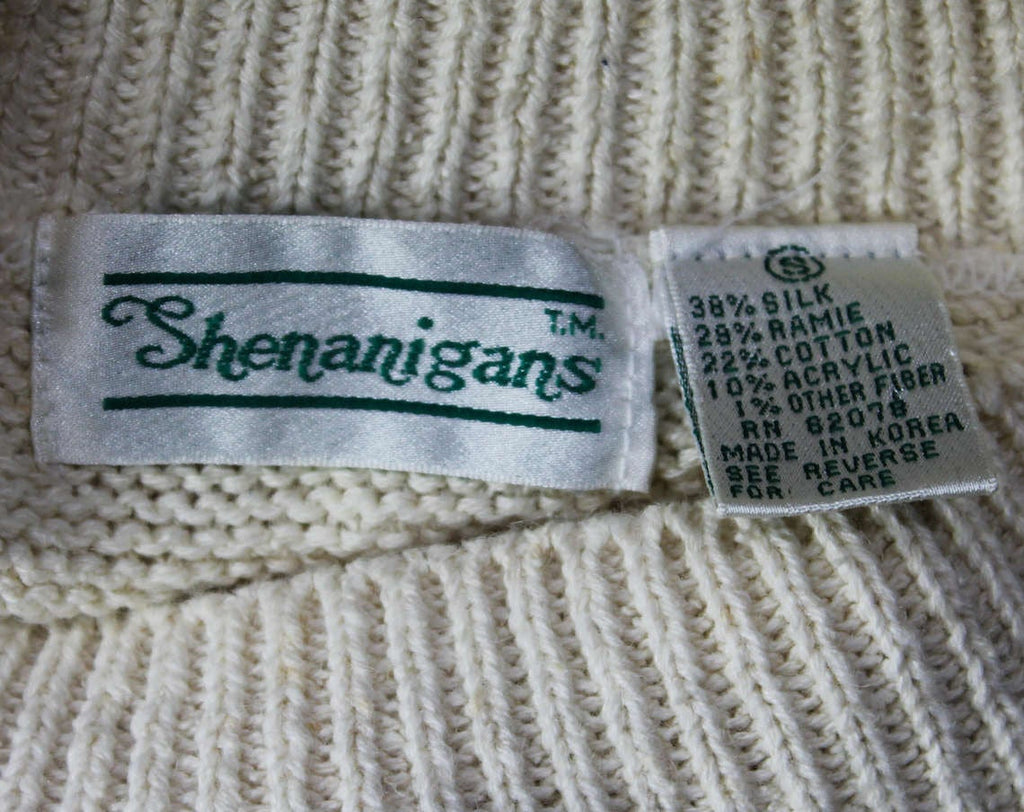 T.M.
Shenanigans
S
38% SILK
29% RAMIE
22% COTTON
10% ACRYLIC
1% OTHER FIBER
RN 62078
MADE IN KOREA
SEE REVERSE
FOR CARE